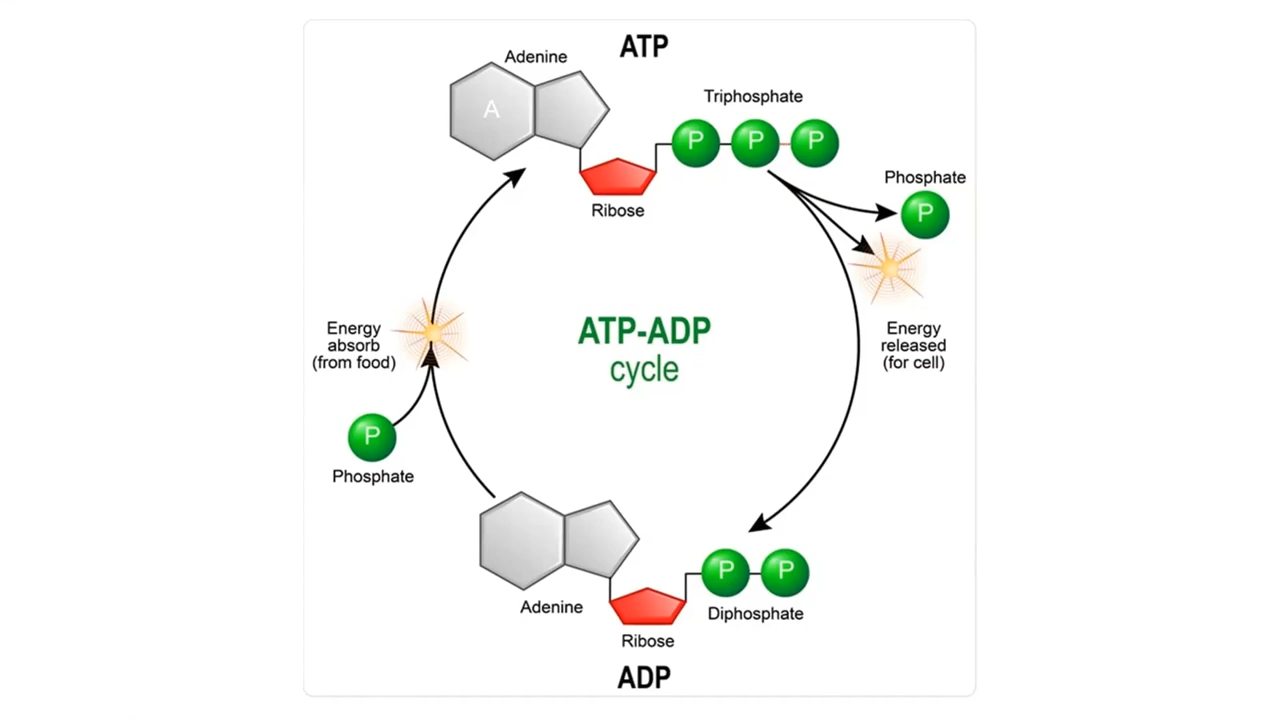 ATP
Adenine
A
Triphosphate
P P P
Ribose
Phosphate
P
Energy
released
(for cell)
ATP-ADP
cycle
Energy
absorb
(from food)
P
Phosphate
Adenine
P P
Diphosphate
Ribose
ADP